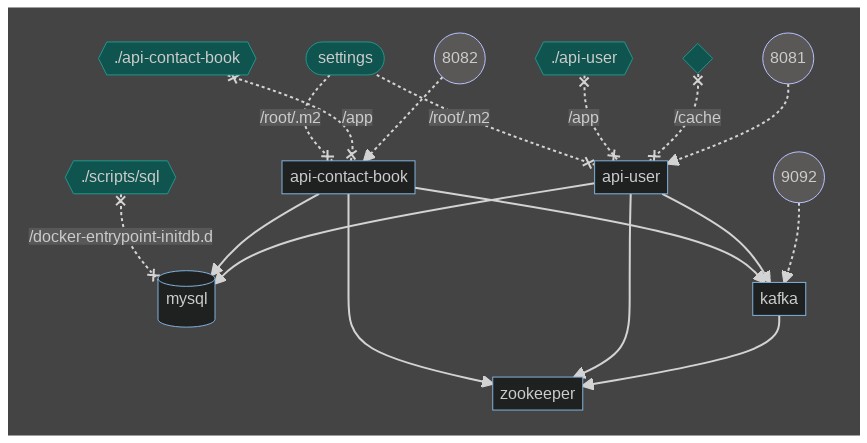 ./api-contact-book
settings
8082
./api-user
8081
/root/.m2
/app
/root/.m2
/app
/cache
./scripts/sql
api-contact-book
api-user
9092
/docker-entrypoint-initdb.d
mysql
kafka
zookeeper